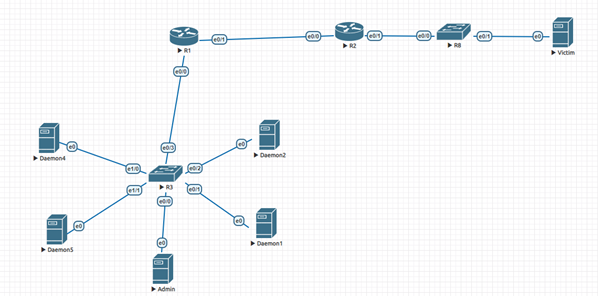 e0/1
e0/0
e0/1
e0/0
e0/1
e0
R1
R2
R8
Victim
e0/0
e0
e0
e0/3
Daemon4
e1/0
e0/2
Daemon2
R3
e1/1
e0/1
e0/0
e0
e0
Daemon5
Daemon1
e0
Admin